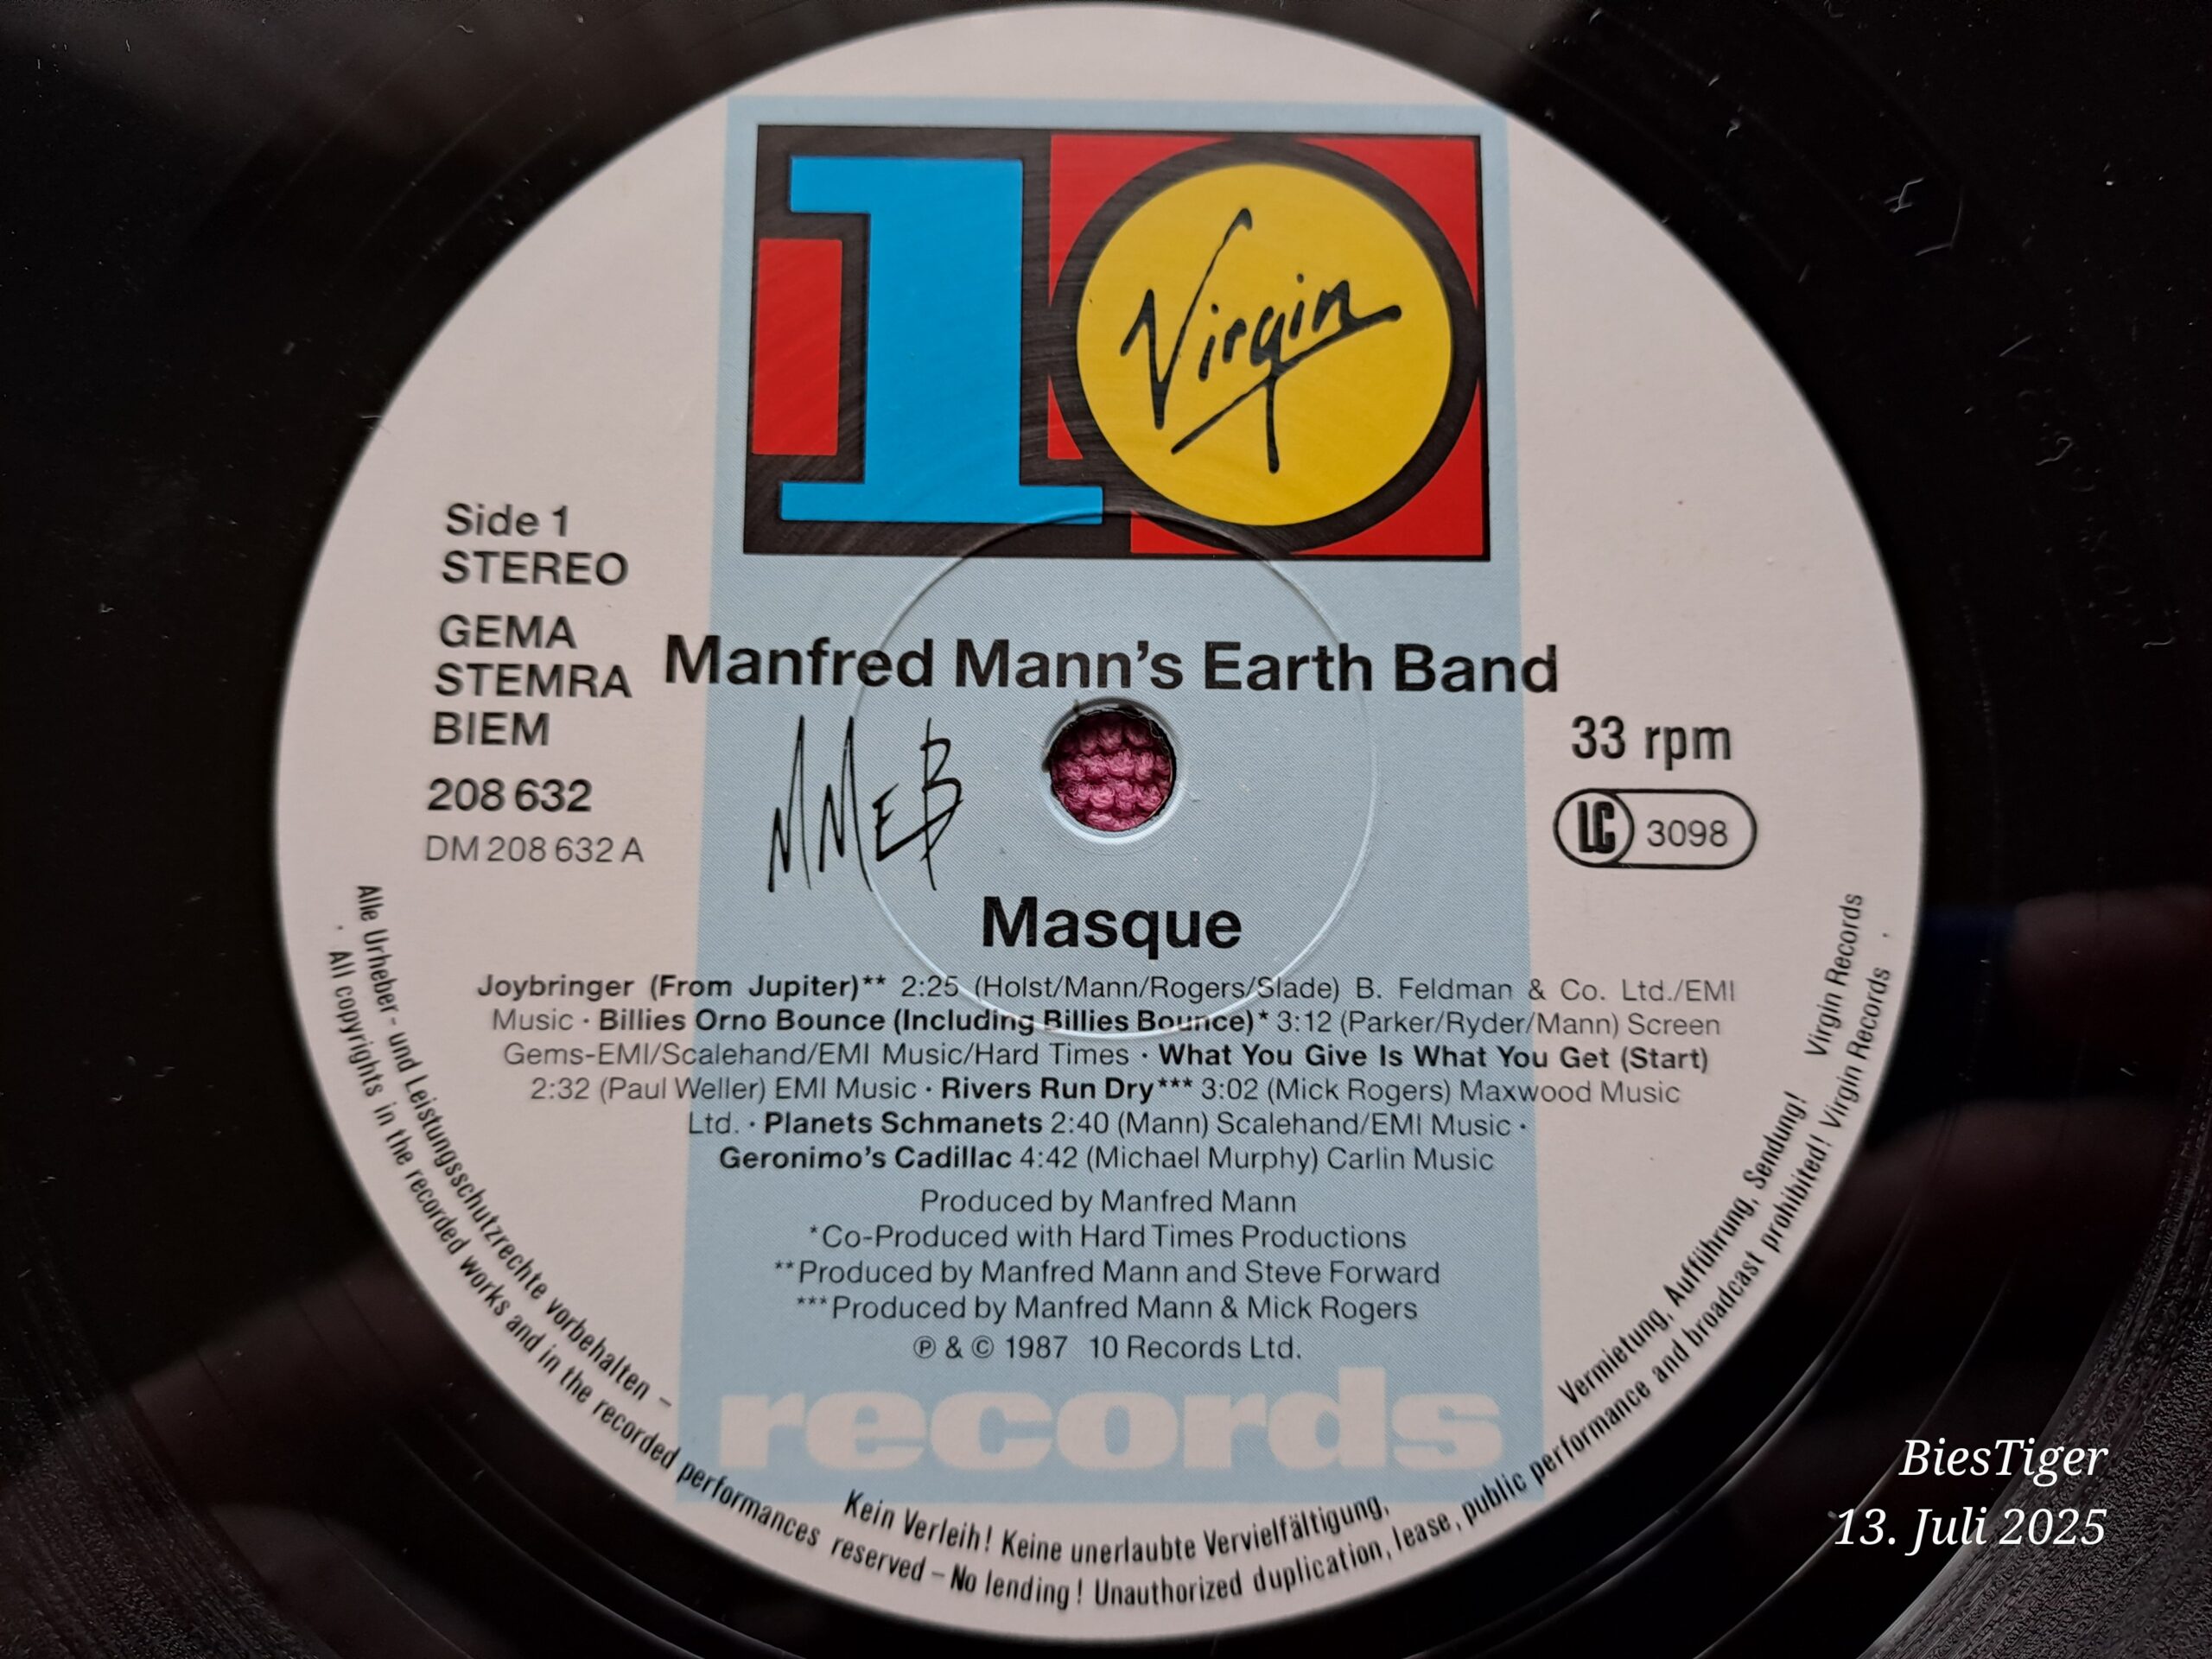 10
Virgin
Side 1
STEREO
GEMA
STEMRA
BIEM
208 632
DM 208 632 A
Manfred Mann's Earth Band
MMEB
33 rpm
LC 3098
Masque
Joybringer (From Jupiter)** 2:25 (Holst/Mann/Rogers/Slade) B. Feldman & Co. Ltd./EMI
Music · Billies Orno Bounce (Including Billies Bounce)* 3:12 (Parker/Ryder/Mann) Screen
Gems-EMI/Scalehand/EMI Music/Hard Times · What You Give Is What You Get (Start)
2:32 (Paul Weller) EMI Music · Rivers Run Dry*** 3:02 (Mick Rogers) Maxwood Music
Ltd. · Planets Schmanets 2:40 (Mann) Scalehand/EMI Music ·
Geronimo's Cadillac 4:42 (Michael Murphy) Carlin Music
Produced by Manfred Mann
*Co-Produced with Hard Times Productions
**Produced by Manfred Mann and Steve Forward
***Produced by Manfred Mann & Mick Rogers
℗ & © 1987 10 Records Ltd.
records
Alle Urheber- und Leistungsschutzrechte vorbehalten – Kein Verleih! Keine unerlaubte Vervielfältigung, Vermietung, Aufführung, Sendung! Virgin Records
· All copyrights in the recorded works and in the recorded performances reserved – No lending! Unauthorized duplication, lease, public performance and broadcast prohibited! Virgin Records ·
BiesTiger
13. Juli 2025